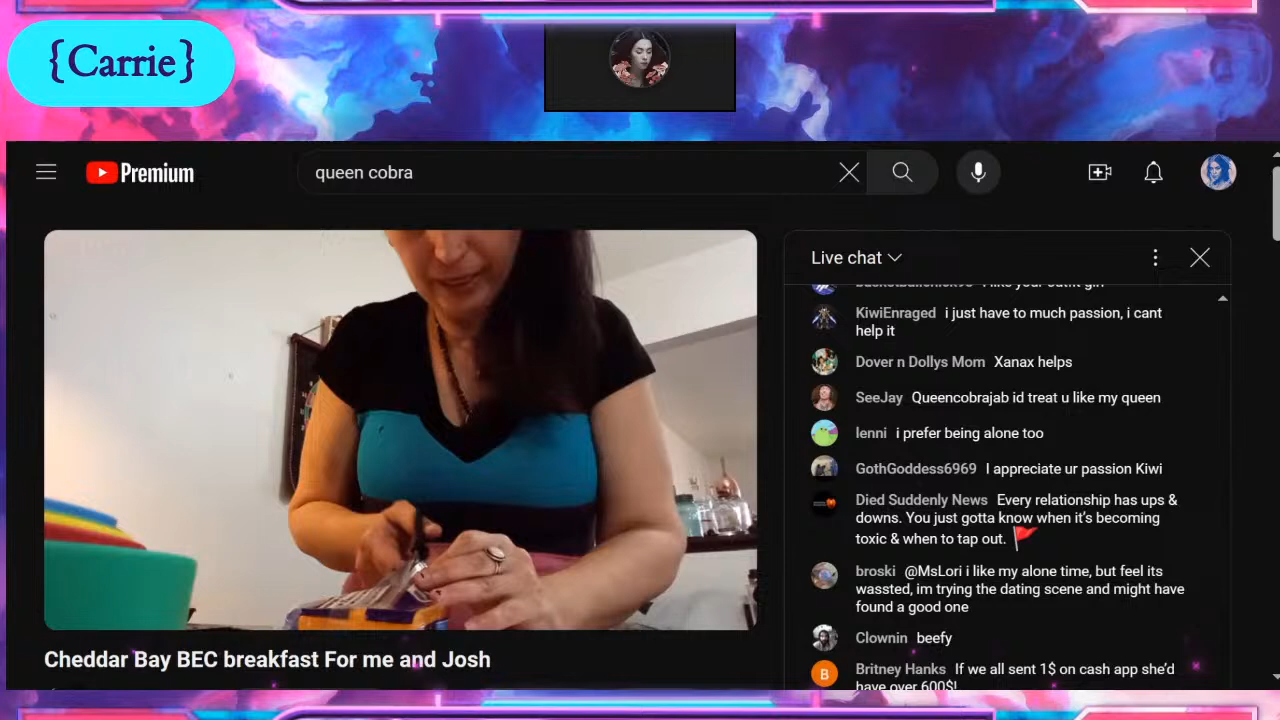 {Carrie}
Premium
queen cobra
Live chat
KiwiEnraged i just have to much passion, i cant
help it
Dover n Dollys Mom Xanax helps
SeeJay Queencobrajab id treat u like my queen
lenni i prefer being alone too
GothGoddess6969 I appreciate ur passion Kiwi
Died Suddenly News Every relationship has ups &
downs. You just gotta know when it's becoming
toxic & when to tap out. 🚩
broski @MsLori i like my alone time, but feel its
wassted, im trying the dating scene and might have
found a good one
Clownin beefy
B
Britney Hanks If we all sent 1$ on cash app she'd
have over 600$!
Cheddar Bay BEC breakfast For me and Josh